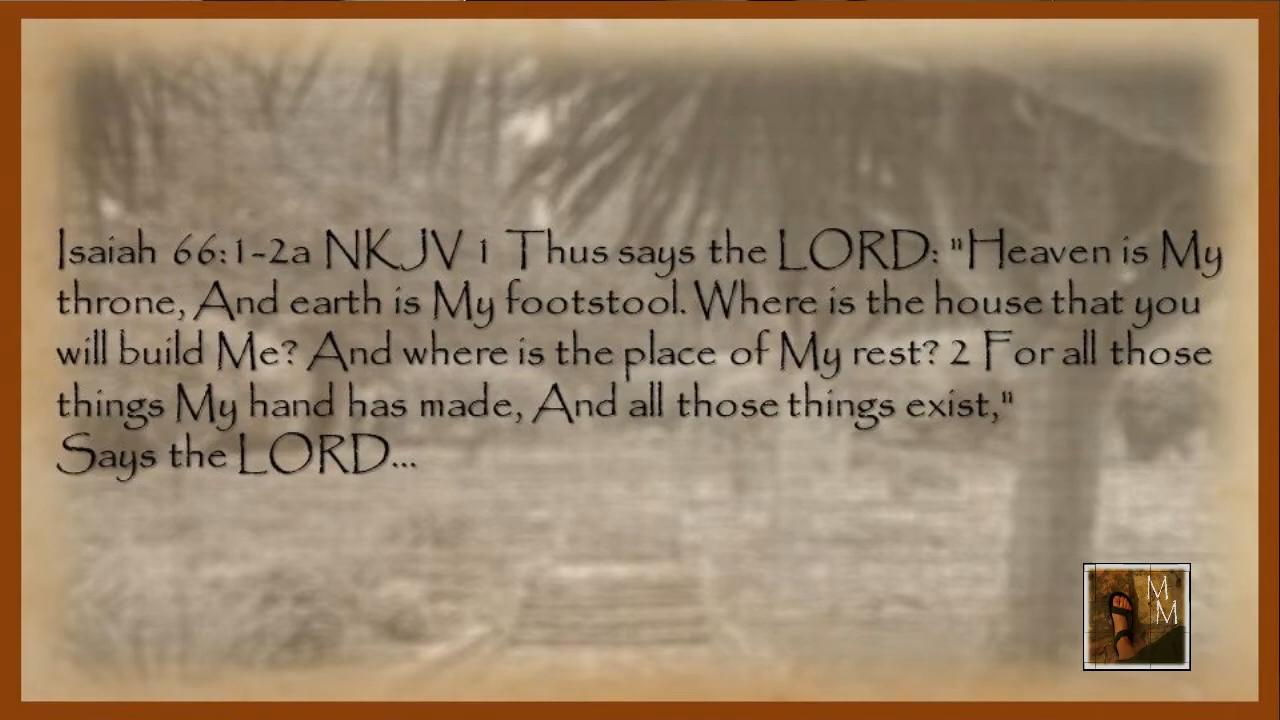 Isaiah 66:1-2a NKJV 1 Thus says the LORD: "Heaven is My
throne, And earth is My footstool. Where is the house that you
will build Me? And where is the place of My rest? 2 For all those
things My hand has made, And all those things exist,"
Says the LORD...
M
M